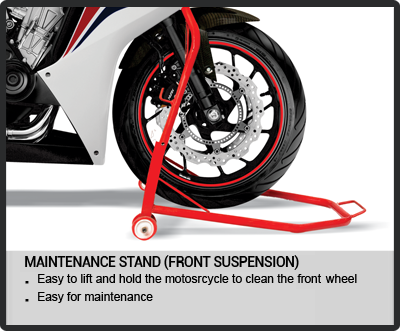 MAINTENANCE STAND (FRONT SUSPENSION)
. Easy to lift and hold the motosrcycle to clean the front wheel
. Easy for maintenance